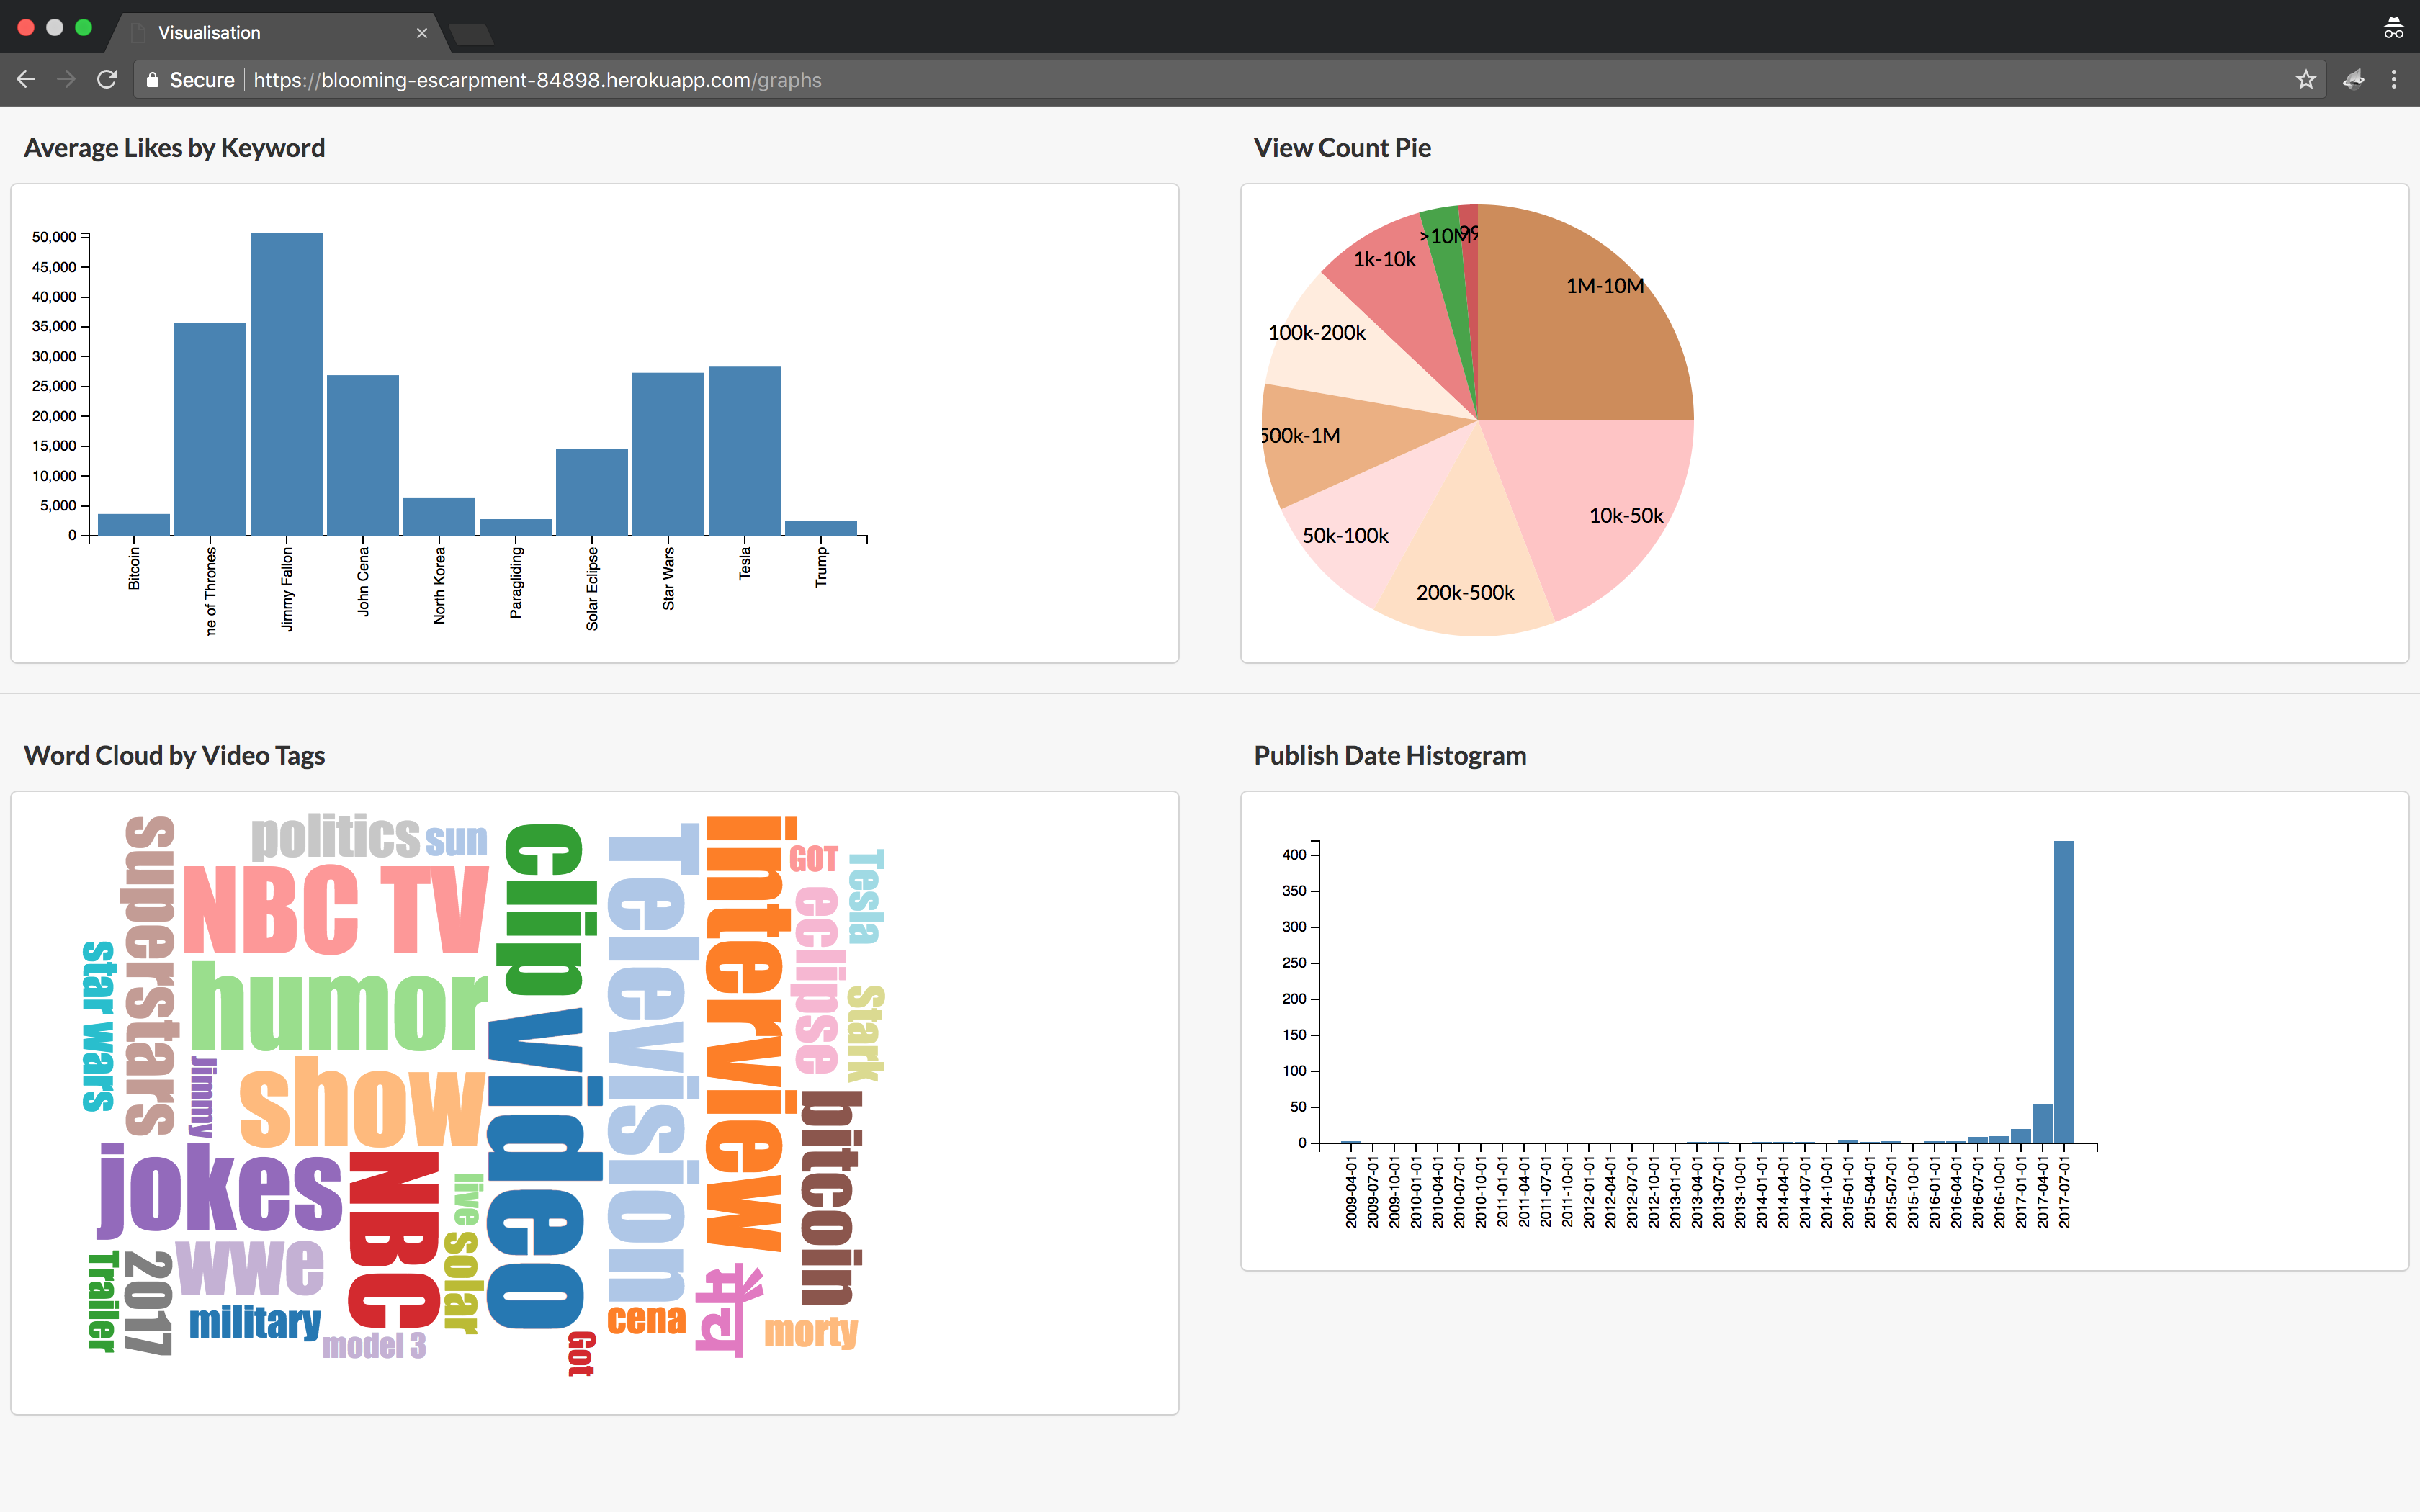 Visualisation
Secure
https://blooming-escarpment-84898.herokuapp.com/graphs
Average Likes by Keyword
50,000
45,000
40,000
35,000
30,000
25,000
20,000
15,000
10,000
5,000
0
Bitcoin
me of Thrones
Jimmy Fallon
John Cena
North Korea
Paragliding
Solar Eclipse
Star Wars
Tesla
Trump
View Count Pie
>10M
1k-10k
1M-10M
100k-200k
500k-1M
10k-50k
50k-100k
200k-500k
Word Cloud by Video Tags
superstars
politics
sun
clip
Television
Interview
GOT
Tesla
NBC TV
eclipse
star wars
humor
Stark
video
Jimmy
show
bitcoin
jokes
NBC
live
solar
wwe
Trailer
2017
military
model 3
Got
cena
मैच
morty
Publish Date Histogram
400
350
300
250
200
150
100
50
0
2009-04-01
2009-07-01
2009-10-01
2010-01-01
2010-04-01
2010-07-01
2010-10-01
2011-01-01
2011-04-01
2011-07-01
2011-10-01
2012-01-01
2012-04-01
2012-07-01
2012-10-01
2013-01-01
2013-04-01
2013-07-01
2013-10-01
2014-01-01
2014-04-01
2014-07-01
2014-10-01
2015-01-01
2015-04-01
2015-07-01
2015-10-01
2016-01-01
2016-04-01
2016-07-01
2016-10-01
2017-01-01
2017-04-01
2017-07-01